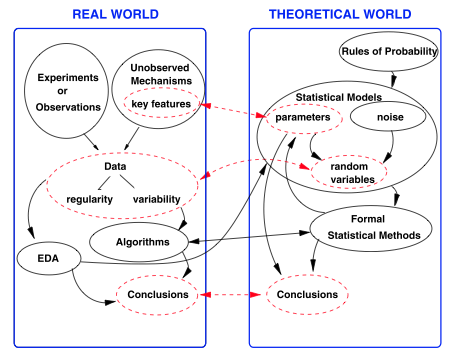 REAL WORLD
THEORETICAL WORLD
Experiments
or
Observations
Unobserved
Mechanisms
key features
Data
regularity
variability
Algorithms
EDA
Conclusions
Rules of Probability
Statistical Models
parameters
noise
random
variables
Formal
Statistical Methods
Conclusions